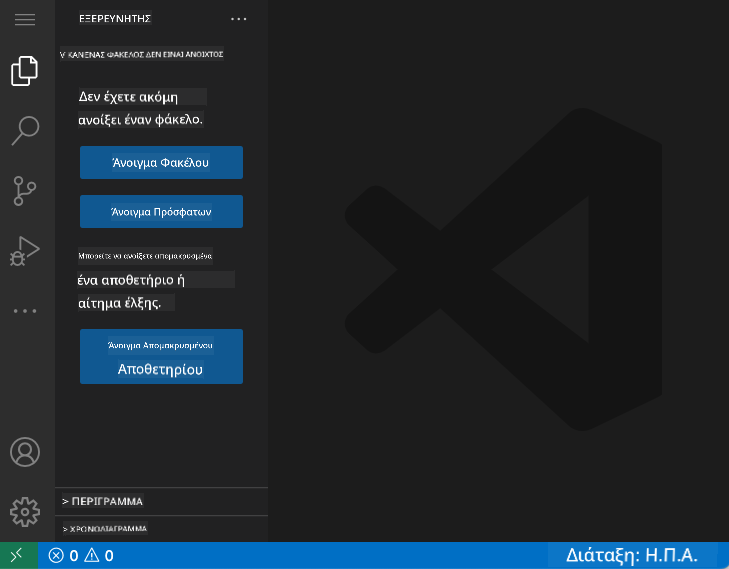 ΕΞΕΡΕΥΝΗΤΗΣ
V ΚΑΝΕΝΑΣ ΦΑΚΕΛΟΣ ΔΕΝ ΕΙΝΑΙ ΑΝΟΙΧΤΟΣ
Δεν έχετε ακόμη
ανοίξει έναν φάκελο.
Άνοιγμα Φακέλου
Άνοιγμα Πρόσφατων
Μπορείτε να ανοίξετε απομακρυσμένα
ένα αποθετήριο ή
αίτημα έλξης.
Άνοιγμα Απομακρυσμένου
Αποθετηρίου
> ΠΕΡΙΓΡΑΜΜΑ
> ΧΡΟΝΟΔΙΑΓΡΑΜΜΑ
0 0 Διάταξη: Η.Π.Α.